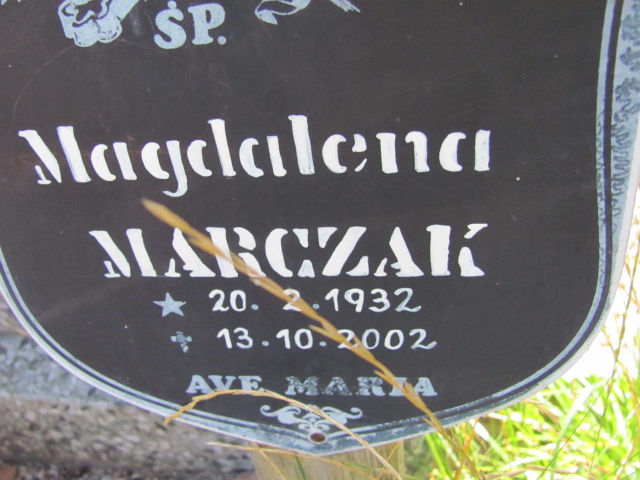 ŚP.
Magdalena
MARCZAK
20. 2. 1932
13.10.2002
AVE MARIA